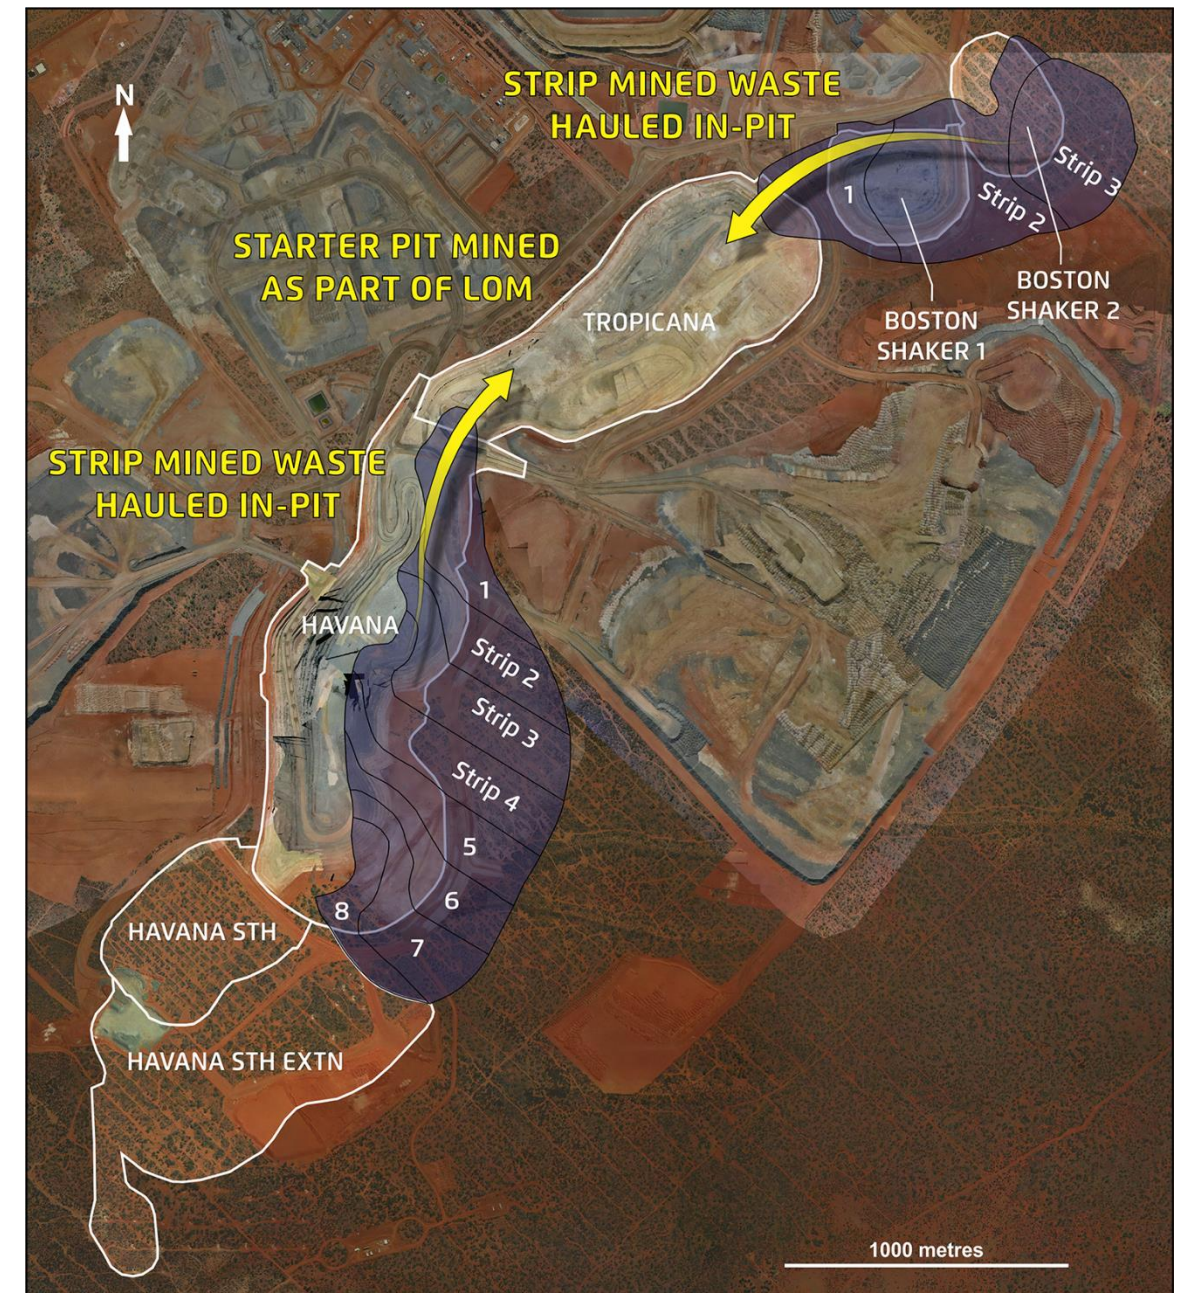 N
STRIP MINED WASTE
HAULED IN-PIT
Strip 3
1
Strip 2
STARTER PIT MINED
AS PART OF LOM
BOSTON
SHAKER 2
TROPICANA
BOSTON
SHAKER 1
STRIP MINED WASTE
HAULED IN-PIT
1
HAVANA
Strip 2
Strip 3
Strip 4
5
6
8
7
HAVANA STH
HAVANA STH EXTN
1000 metres